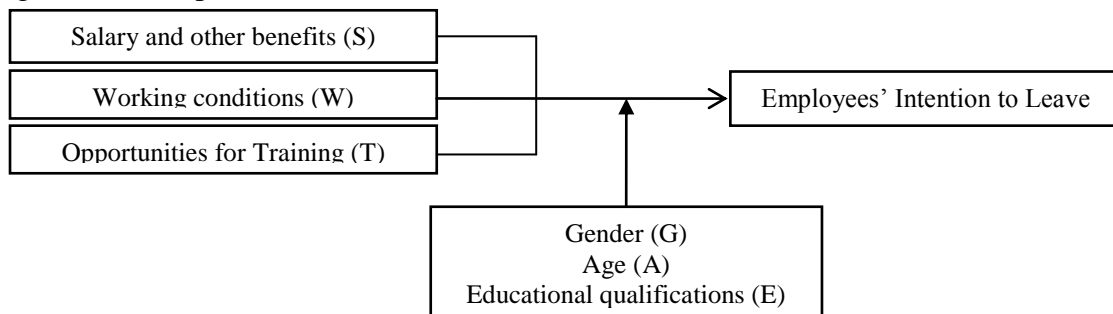 Salary and other benefits (S)
Working conditions (W)
Opportunities for Training (T)
Employees’ Intention to Leave
Gender (G)
Age (A)
Educational qualifications (E)